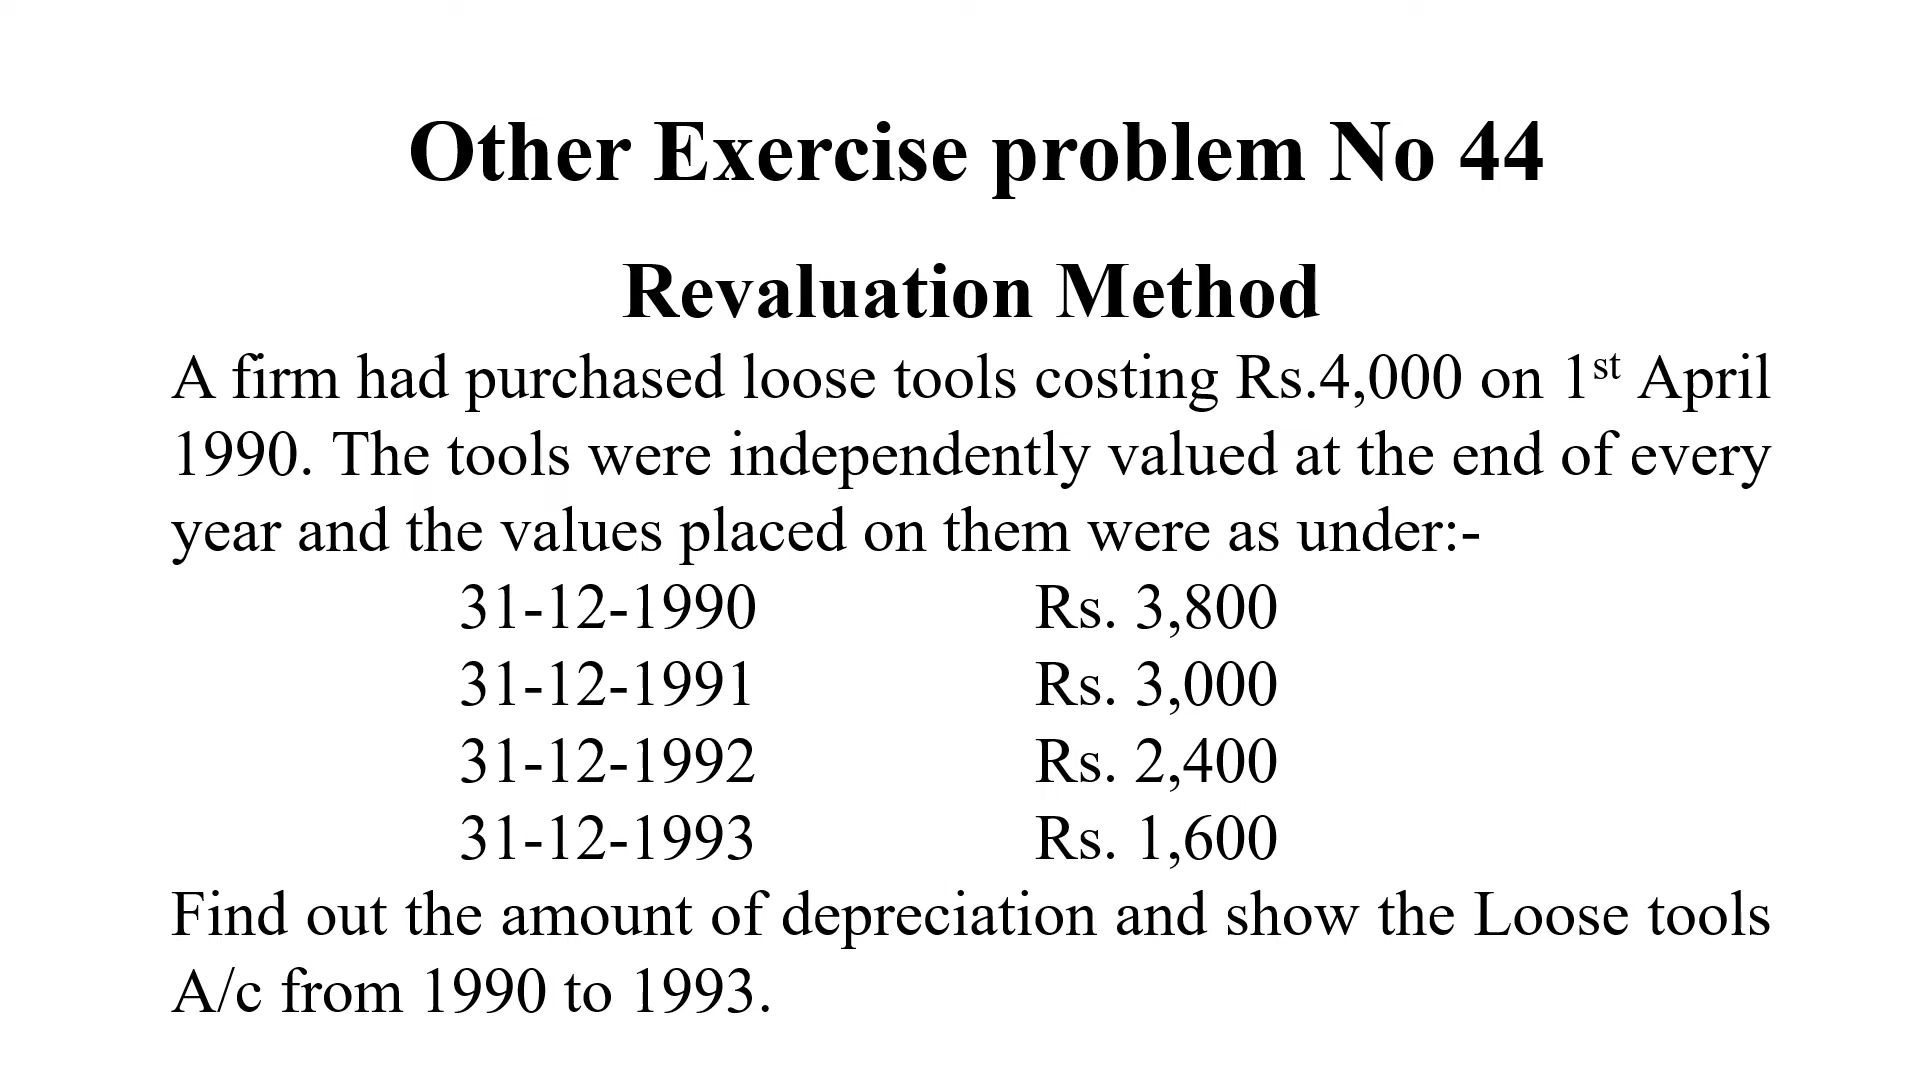 Other Exercise problem No 44
Revaluation Method
A firm had purchased loose tools costing Rs.4,000 on 1st April
1990. The tools were independently valued at the end of every
year and the values placed on them were as under:-
31-12-1990 Rs. 3,800
31-12-1991 Rs. 3,000
31-12-1992 Rs. 2,400
31-12-1993 Rs. 1,600
Find out the amount of depreciation and show the Loose tools
A/c from 1990 to 1993.